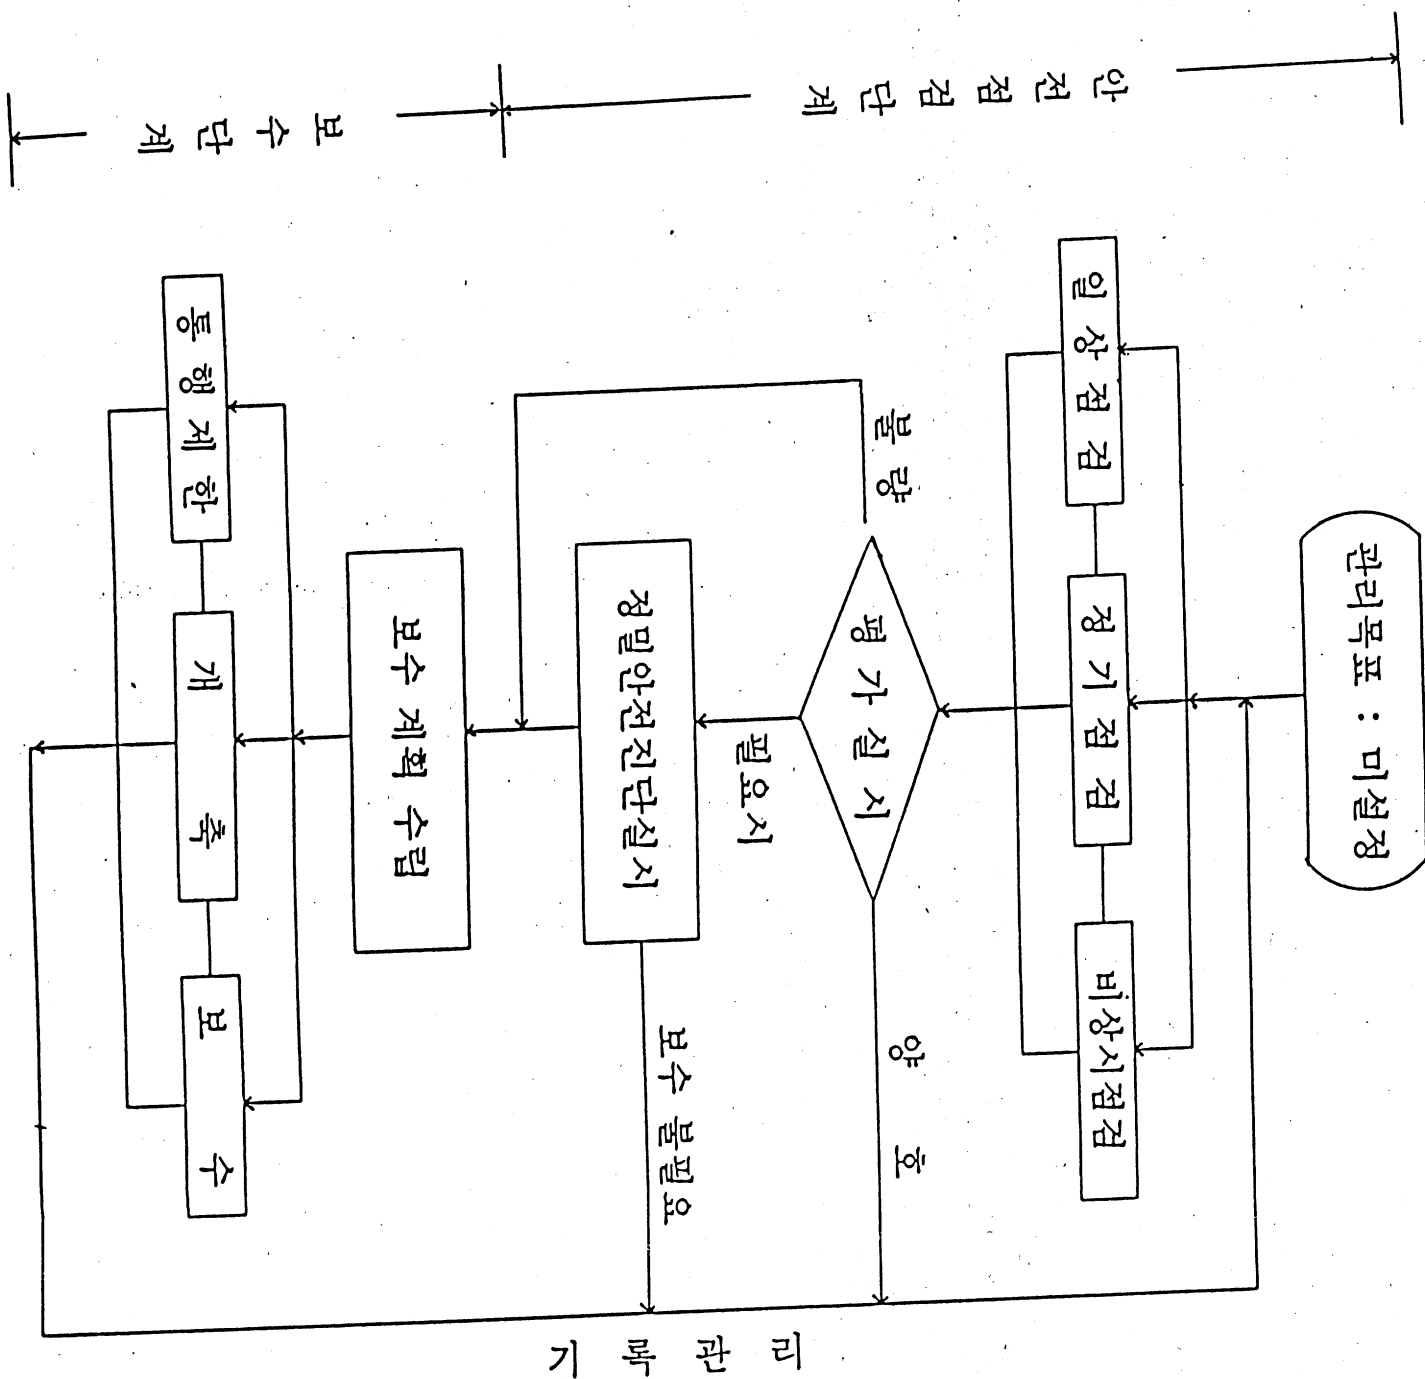 안 전 점 검 단 계
보 수 단 계
관리목표 : 미설정
일 상 점 검
정 기 점 검
비상시점검
평 가 실 시
불 량
양 호
필요시
정밀안전진단실시
보수 불필요
보수 계획 수립
통 행 제 한
개 축
보 수
기 록 관 리